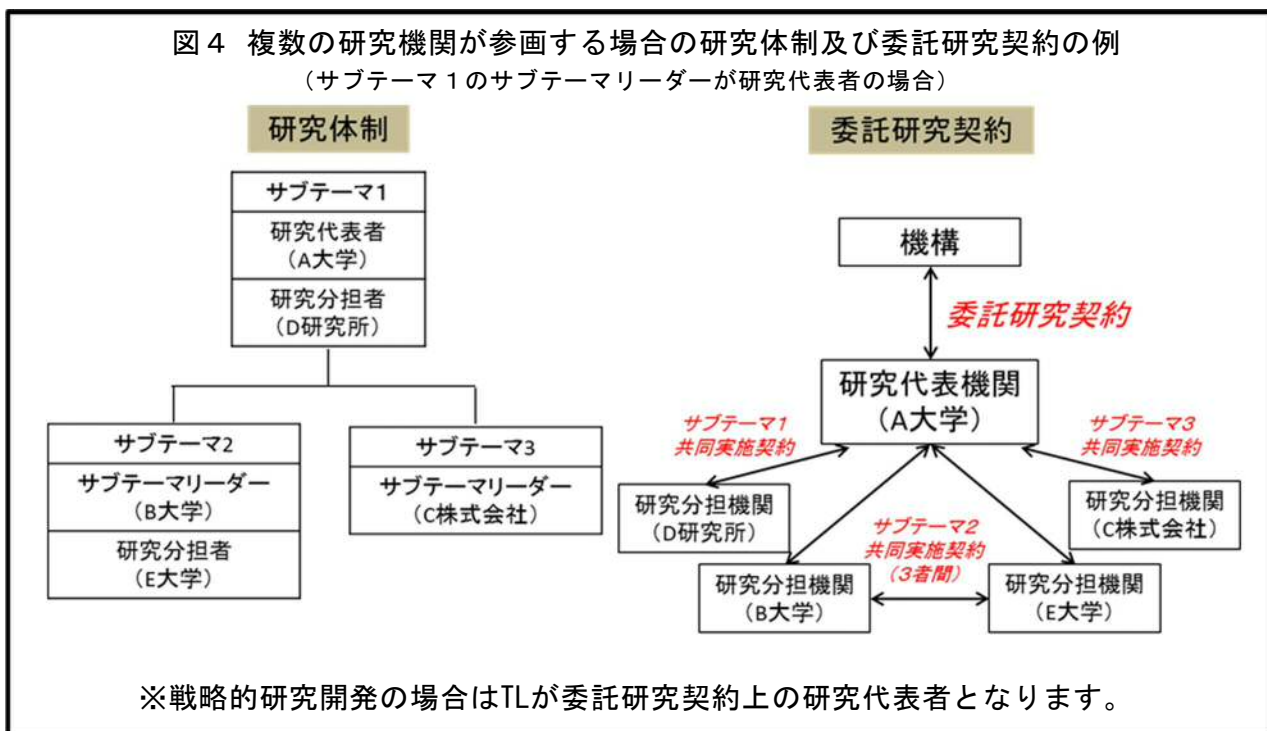 図４ 複数の研究機関が参画する場合の研究体制及び委託研究契約の例
（サブテーマ１のサブテーマリーダーが研究代表者の場合）
研究体制
サブテーマ1
研究代表者
（A大学）
研究分担者
（D研究所）
サブテーマ2
サブテーマリーダー
（B大学）
研究分担者
（E大学）
サブテーマ3
サブテーマリーダー
（C株式会社）
委託研究契約
機構
委託研究契約
研究代表機関
（A大学）
サブテーマ1
共同実施契約
サブテーマ3
共同実施契約
研究分担機関
（D研究所）
サブテーマ2
共同実施契約
（3者間）
研究分担機関
（C株式会社）
研究分担機関
（B大学）
研究分担機関
（E大学）
※戦略的研究開発の場合はTLが委託研究契約上の研究代表者となります。